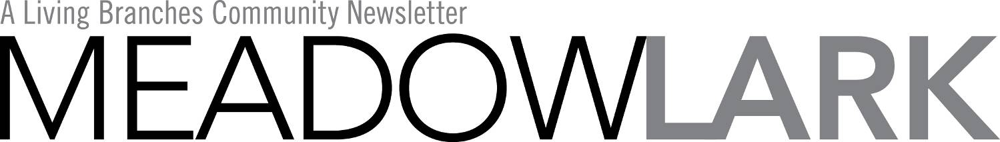 A Living Branches Community Newsletter
MEADOWLARK